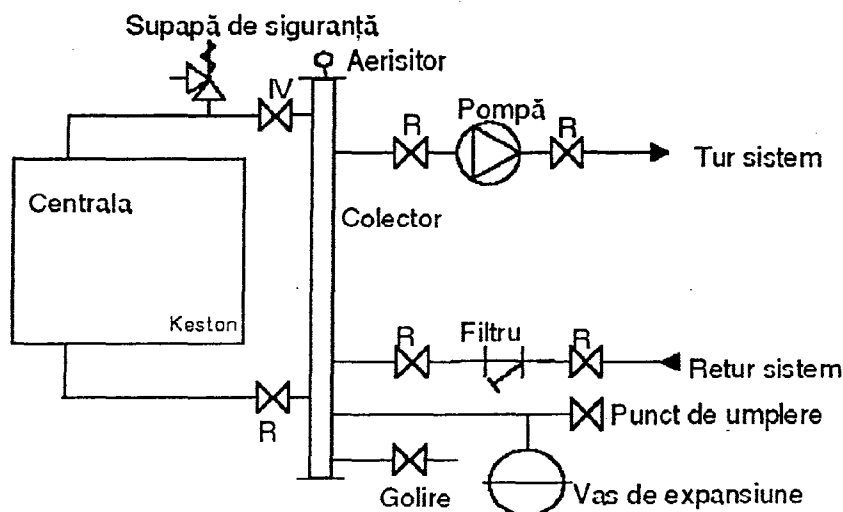 Supapă de siguranță
Aerisitor
IV
Pompă
R
R
Tur sistem
Centrala
Colector
Keston
R
Filtru
R
Retur sistem
Punct de umplere
R
Golire
Vas de expansiune